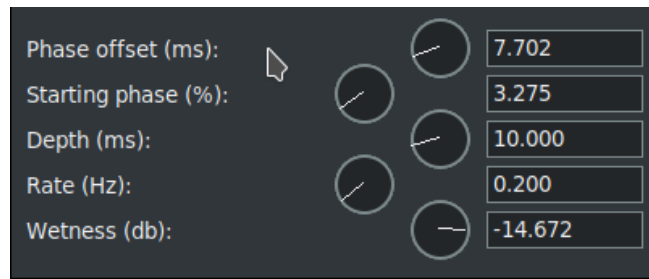 Phase offset (ms): 7.702
Starting phase (%): 3.275
Depth (ms): 10.000
Rate (Hz): 0.200
Wetness (db): -14.672